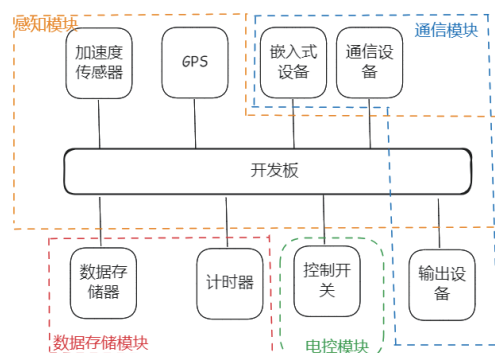 感知模块
通信模块
加速度
传感器
GPS
嵌入式
设备
通信设
备
开发板
数据存
储器
计时器
控制开
关
输出设
备
数据存储模块
电控模块